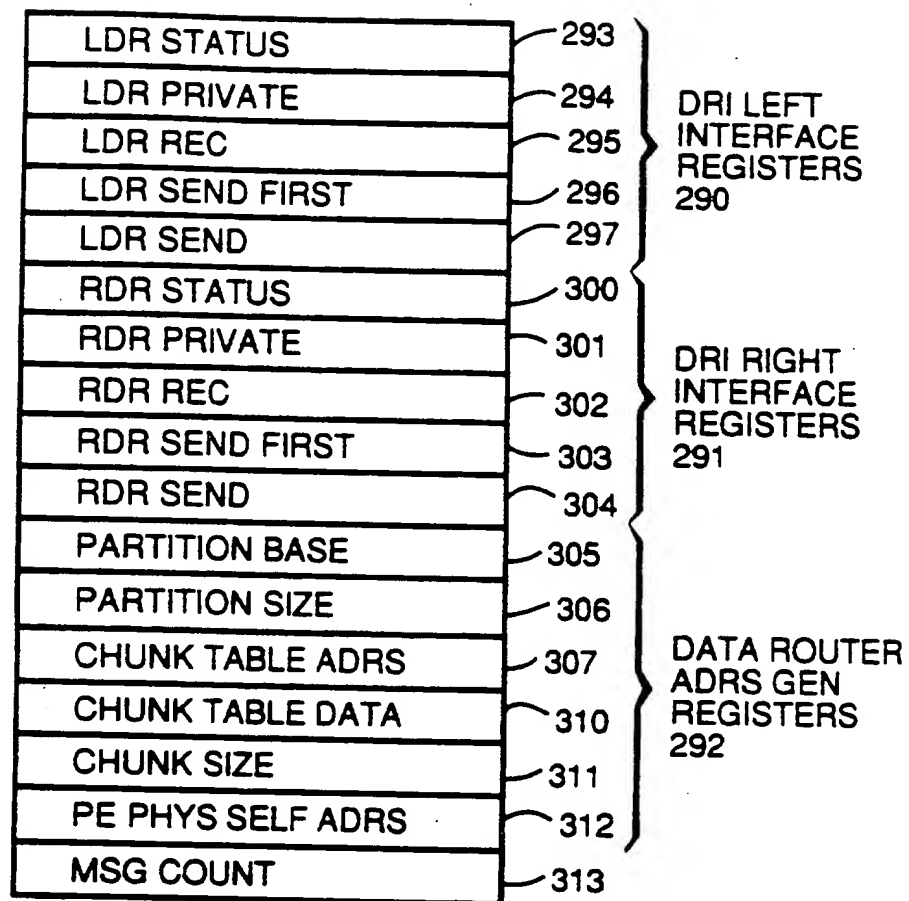 LDR STATUS 293
LDR PRIVATE 294
LDR REC 295
LDR SEND FIRST 296
LDR SEND 297
DRI LEFT
INTERFACE
REGISTERS
290
RDR STATUS 300
RDR PRIVATE 301
RDR REC 302
RDR SEND FIRST 303
RDR SEND 304
DRI RIGHT
INTERFACE
REGISTERS
291
PARTITION BASE 305
PARTITION SIZE 306
CHUNK TABLE ADRS 307
CHUNK TABLE DATA 310
CHUNK SIZE 311
PE PHYS SELF ADRS 312
DATA ROUTER
ADRS GEN
REGISTERS
292
MSG COUNT 313